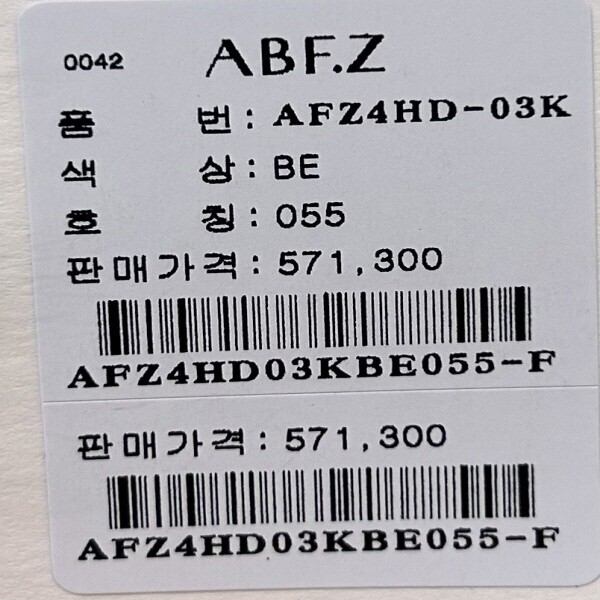 0042 ABF.Z
품 번 : AFZ4HD-03K
색 상 : BE
호 칭 : 055
판매가격 : 571,300
AFZ4HD03KBE055-F
판매가격 : 571,300
AFZ4HD03KBE055-F